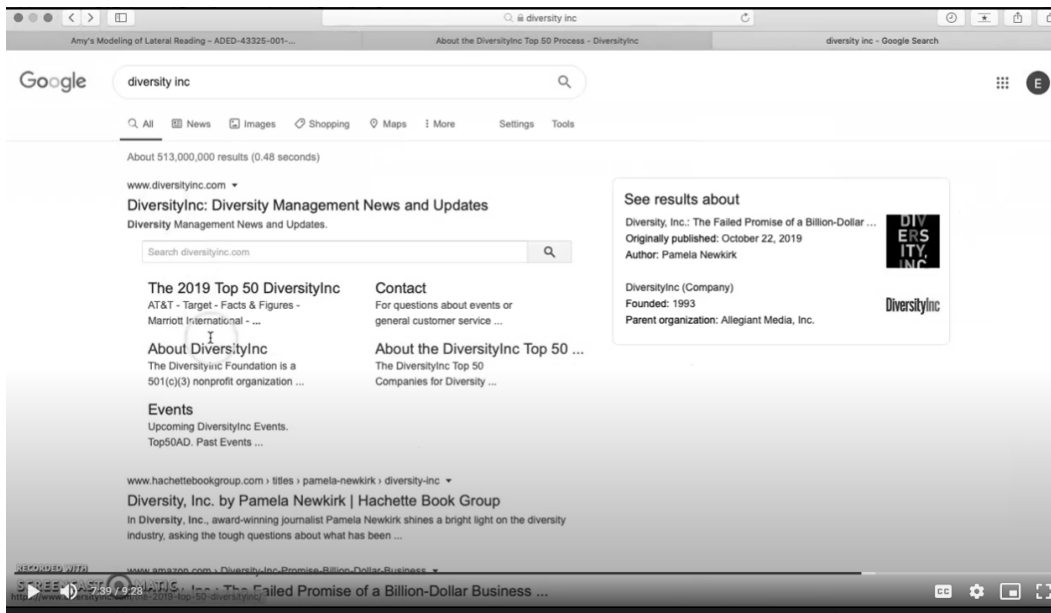 diversity inc
Amy's Modeling of Lateral Reading – ADED-43325-001-...
About the DiversityInc Top 50 Process - DiversityInc
diversity inc - Google Search
Google
diversity inc
E
All News Images Shopping Maps More Settings Tools
About 513,000,000 results (0.48 seconds)
www.diversityinc.com
DiversityInc: Diversity Management News and Updates
Diversity Management News and Updates.
Search diversityinc.com
The 2019 Top 50 DiversityInc
AT&T - Target - Facts & Figures -
Marriott International - ...
Contact
For questions about events or
general customer service ...
About DiversityInc
The DiversityInc Foundation is a
501(c)(3) nonprofit organization ...
About the DiversityInc Top 50 ...
The DiversityInc Top 50
Companies for Diversity ...
Events
Upcoming DiversityInc Events.
Top50AD. Past Events ...
See results about
Diversity, Inc.: The Failed Promise of a Billion-Dollar ...
Originally published: October 22, 2019
Author: Pamela Newkirk
DIV
ERS
ITY,
INC
DiversityInc (Company)
Founded: 1993
Parent organization: Allegiant Media, Inc.
DiversityInc
www.hachettebookgroup.com › titles › pamela-newkirk › diversity-inc
Diversity, Inc. by Pamela Newkirk | Hachette Book Group
In Diversity, Inc., award-winning journalist Pamela Newkirk shines a bright light on the diversity
industry, asking the tough questions about what has been ...
www.amazon.com › Diversity-Inc-Promise-Billion-Dollar-Business
RECORDED WITH
SCREENCAST MATIC
The Failed Promise of a Billion-Dollar Business ...
7:39 / 9:28
CC